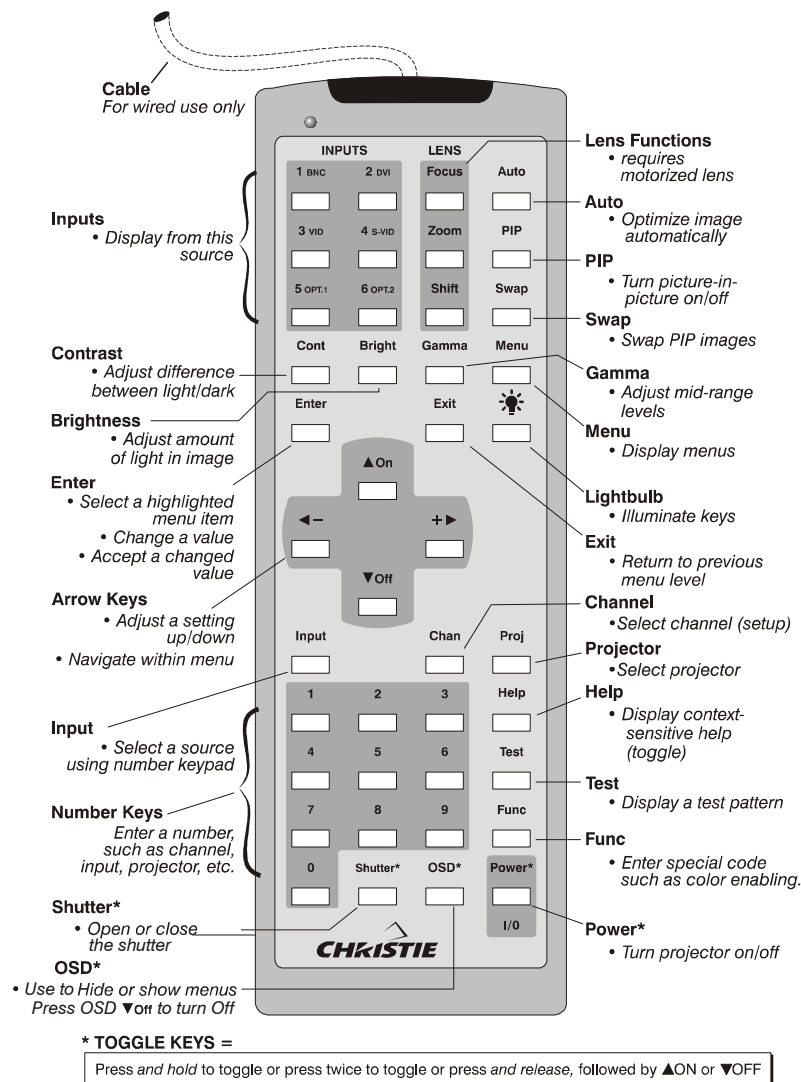 Cable
For wired use only
INPUTS
LENS
1 BNC
2 DVI
Focus
Auto
3 VID
4 S-VID
Zoom
PIP
5 OPT.1
6 OPT.2
Shift
Swap
Cont
Bright
Gamma
Menu
Enter
Exit
▲On
◄–
+►
▼Off
Input
Chan
Proj
1
2
3
Help
4
5
6
Test
7
8
9
Func
0
Shutter*
OSD*
Power*
I/0
CHRISTIE
Inputs
• Display from this
source
Contrast
• Adjust difference
between light/dark
Brightness
• Adjust amount
of light in image
Enter
• Select a highlighted
menu item
• Change a value
• Accept a changed
value
Arrow Keys
• Adjust a setting
up/down
• Navigate within menu
Input
• Select a source
using number keypad
Number Keys
Enter a number,
such as channel,
input, projector, etc.
Shutter*
• Open or close
the shutter
OSD*
• Use to Hide or show menus
Press OSD ▼Off to turn Off
Lens Functions
• requires
motorized lens
Auto
• Optimize image
automatically
PIP
• Turn picture-in-
picture on/off
Swap
• Swap PIP images
Gamma
• Adjust mid-range
levels
Menu
• Display menus
Lightbulb
• Illuminate keys
Exit
• Return to previous
menu level
Channel
•Select channel (setup)
Projector
•Select projector
Help
• Display context-
sensitive help
(toggle)
Test
• Display a test pattern
Func
• Enter special code
such as color enabling.
Power*
• Turn projector on/off
* TOGGLE KEYS =
Press and hold to toggle or press twice to toggle or press and release, followed by ▲ON or ▼OFF